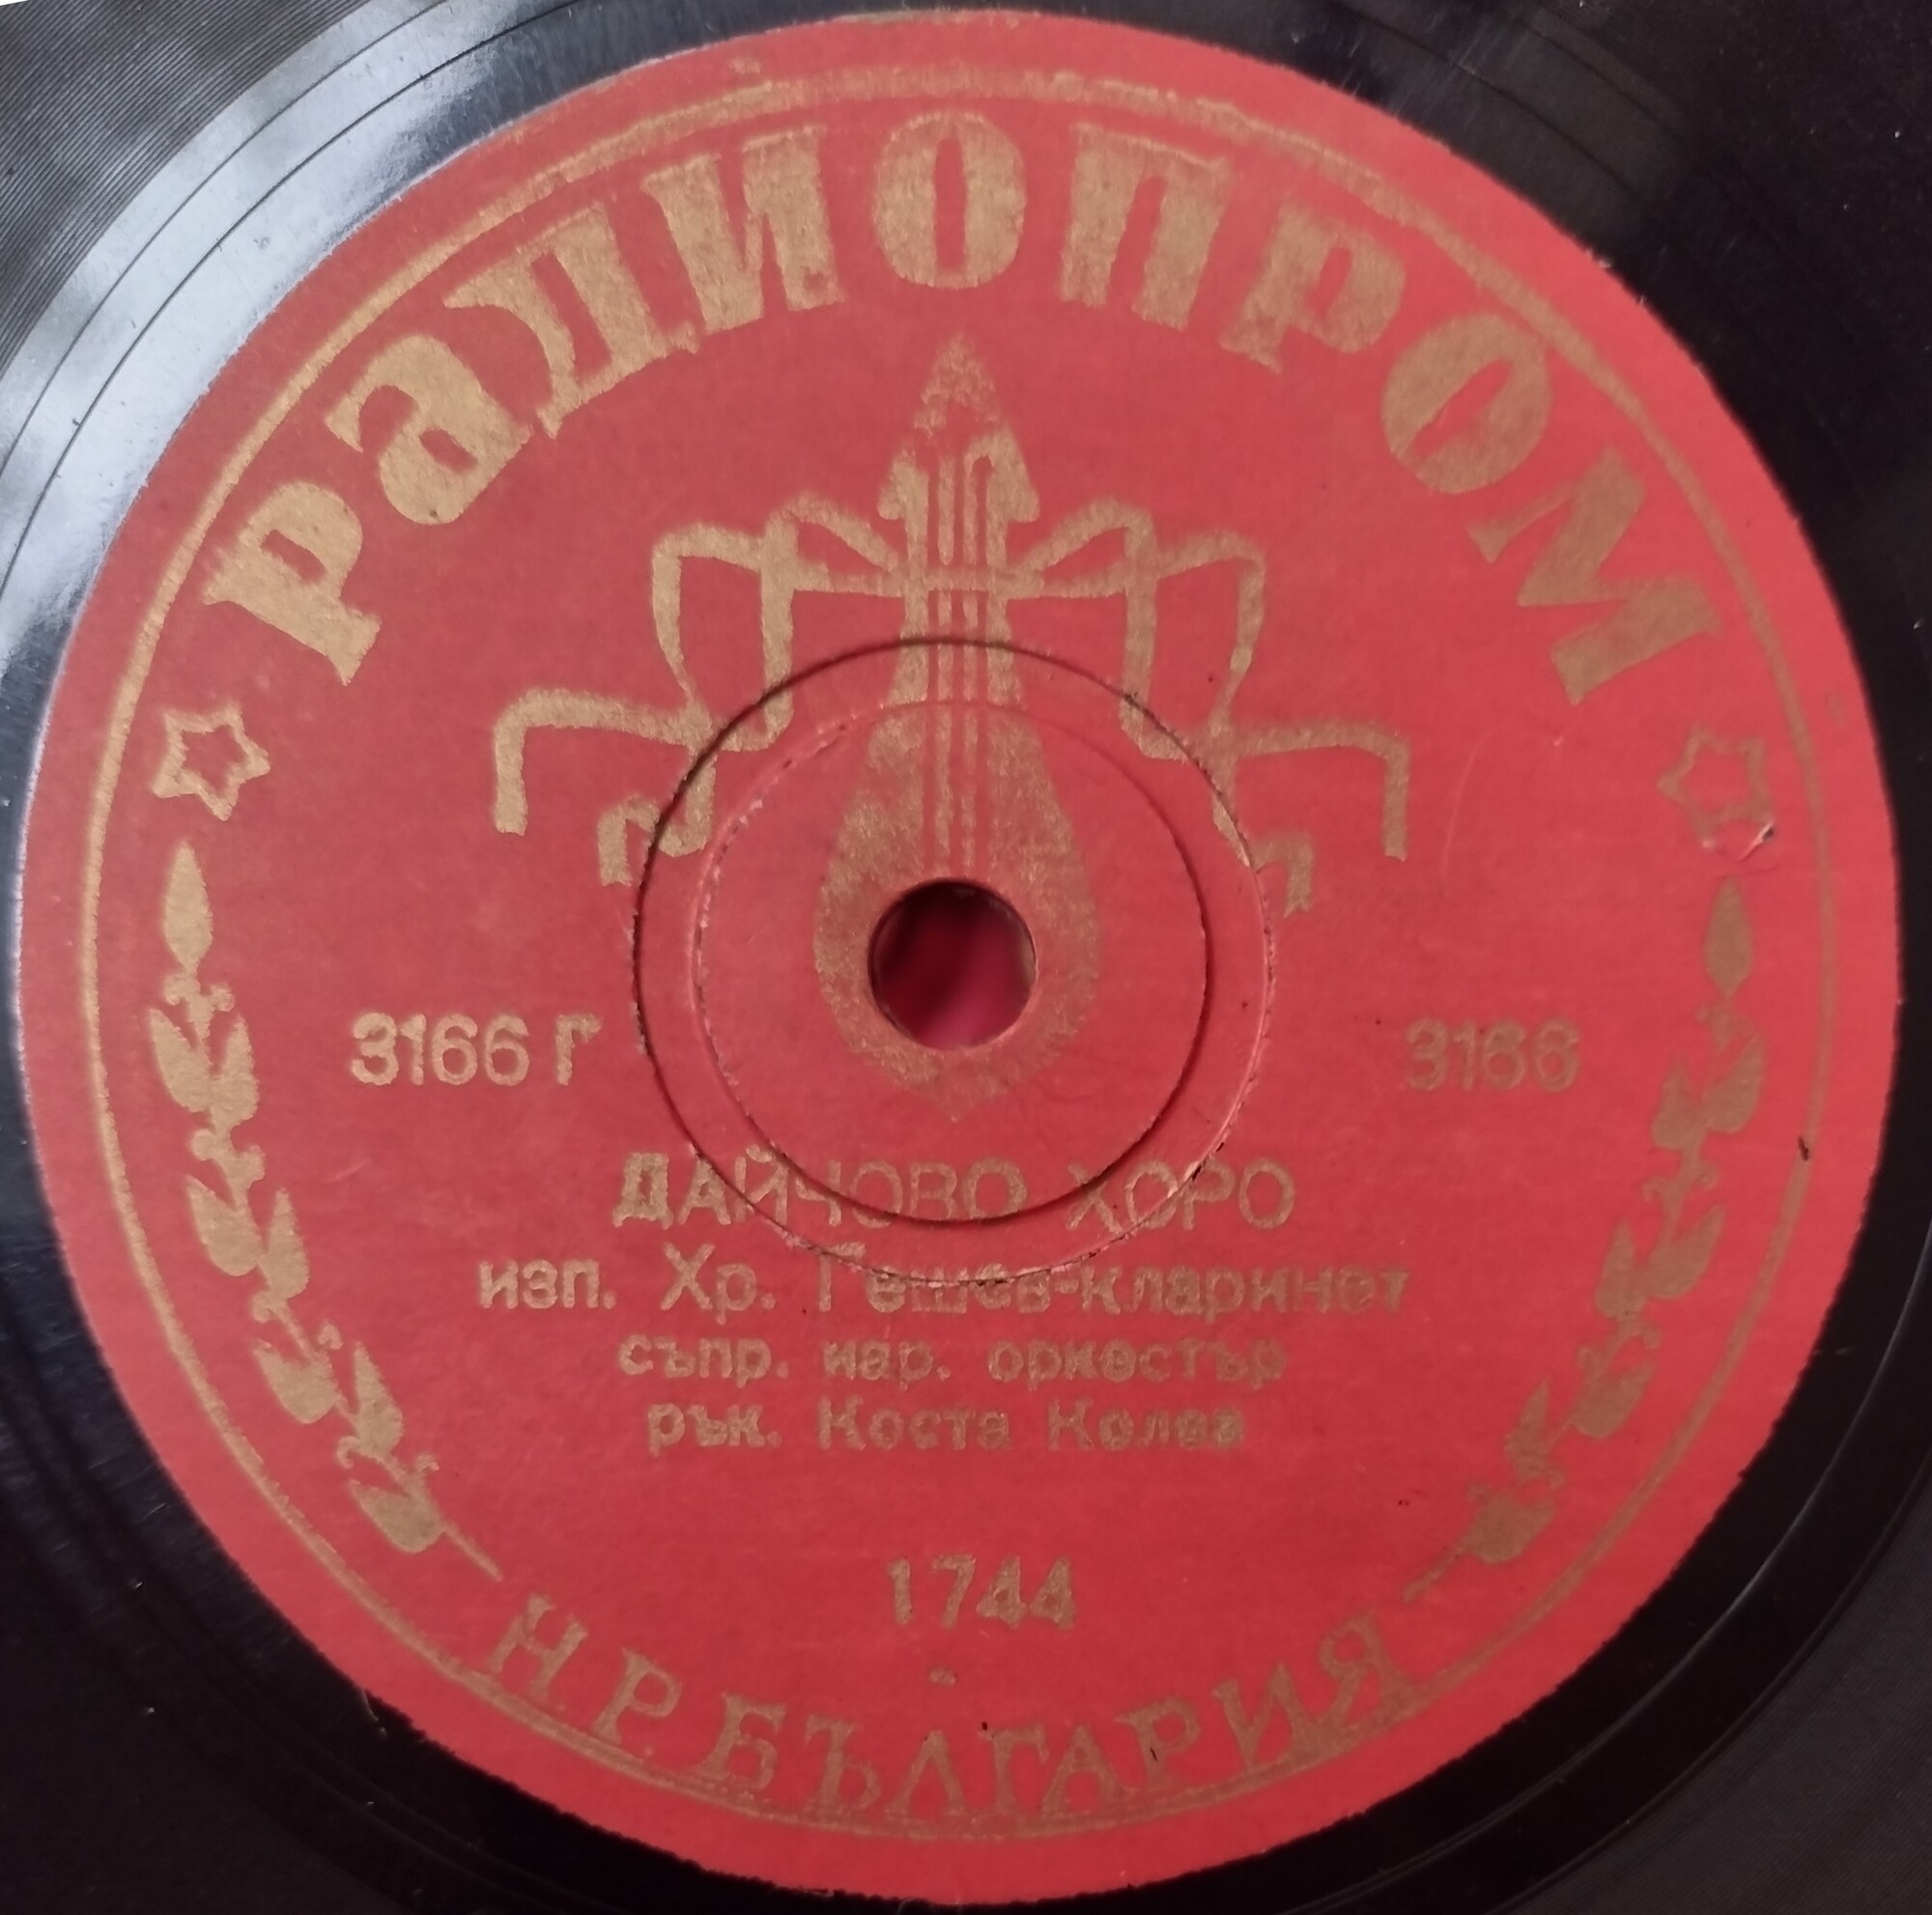 РАДИОПРОМ
3166 Г 3166
ДАЙЧОВО ХОРО
изп. Хр. Гешев-кларинет
съпр. нар. оркестър
рък. Коста Колев
1744
Н.Р. БЪЛГАРИЯ